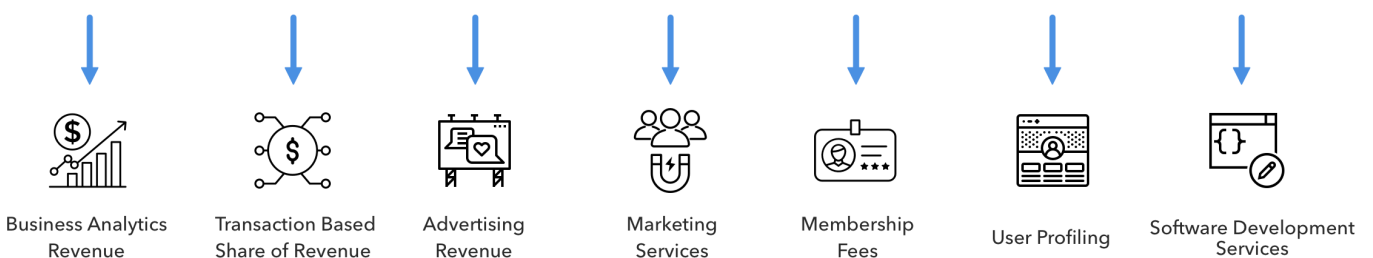 Business Analytics
Revenue
Transaction Based
Share of Revenue
Advertising
Revenue
Marketing
Services
Membership
Fees
User Profiling
Software Development
Services